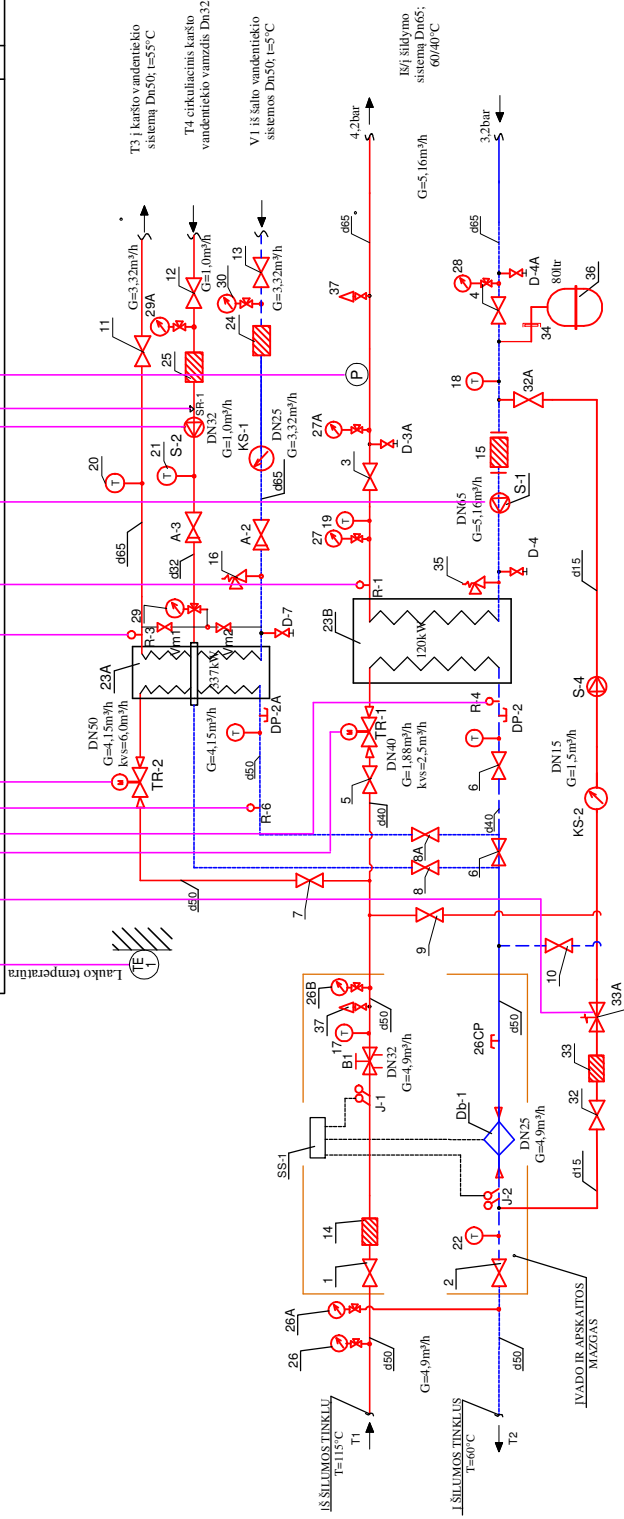 T3 į karšto vandentiekio
sistemą Dn50; t=55°C
T4 cirkuliacinis karšto
vandentiekio vamzdis Dn32
V1 iš šalto vandentiekio
sistemos Dn50; t=5°C
Iš/į šildymo
sistemą Dn65;
60/40°C
4,2bar
3,2bar
G=5,16m³/h
G=3,32m³/h
11
12
G=1,0m³/h
29A
30
13
G=3,32m³/h
24
25
SR-1
S-2
DN32
G=1,0m³/h
KS-1
DN25
G=3,32m³/h
20
T
21
T
d65
d65
A-3
A-2
d32
16
29
R-3
Vm1
Vm2
D-7
23A
337kW
DN50
G=4,15m³/h
kvs=6,0m³/h
M
TR-2
G=4,15m³/h
DP-2A
T
d50
R-6
d50
7
8
8A
TE
1
Lauko temperatūra
d65
37
P
27A
D-3A
3
19
T
27
R-1
23B
120kW
M
TR-1
DN40
G=1,88m³/h
kvs=2,5m³/h
5
d40
d65
28
D-4A
4
80ltr
36
34
18
T
32A
15
S-1
DN65
G=5,16m³/h
D-4
35
R-4
DP-2
T
6
d40
6
d15
S-4
DN15
G=1,5m³/h
KS-2
9
10
33A
33
32
d15
26B
37
d50
17
T
B1
DN32
G=4,9m³/h
J-1
SS-1
26CP
d50
Db-1
DN25
G=4,9m³/h
J-2
22
T
14
1
2
26A
26
d50
G=4,9m³/h
d50
ĮVADO IR APSKAITOS
MAZGAS
IŠ ŠILUMOS TINKLŲ
T=115°C
T1
Į ŠILUMOS TINKLUS
T=60°C
T2